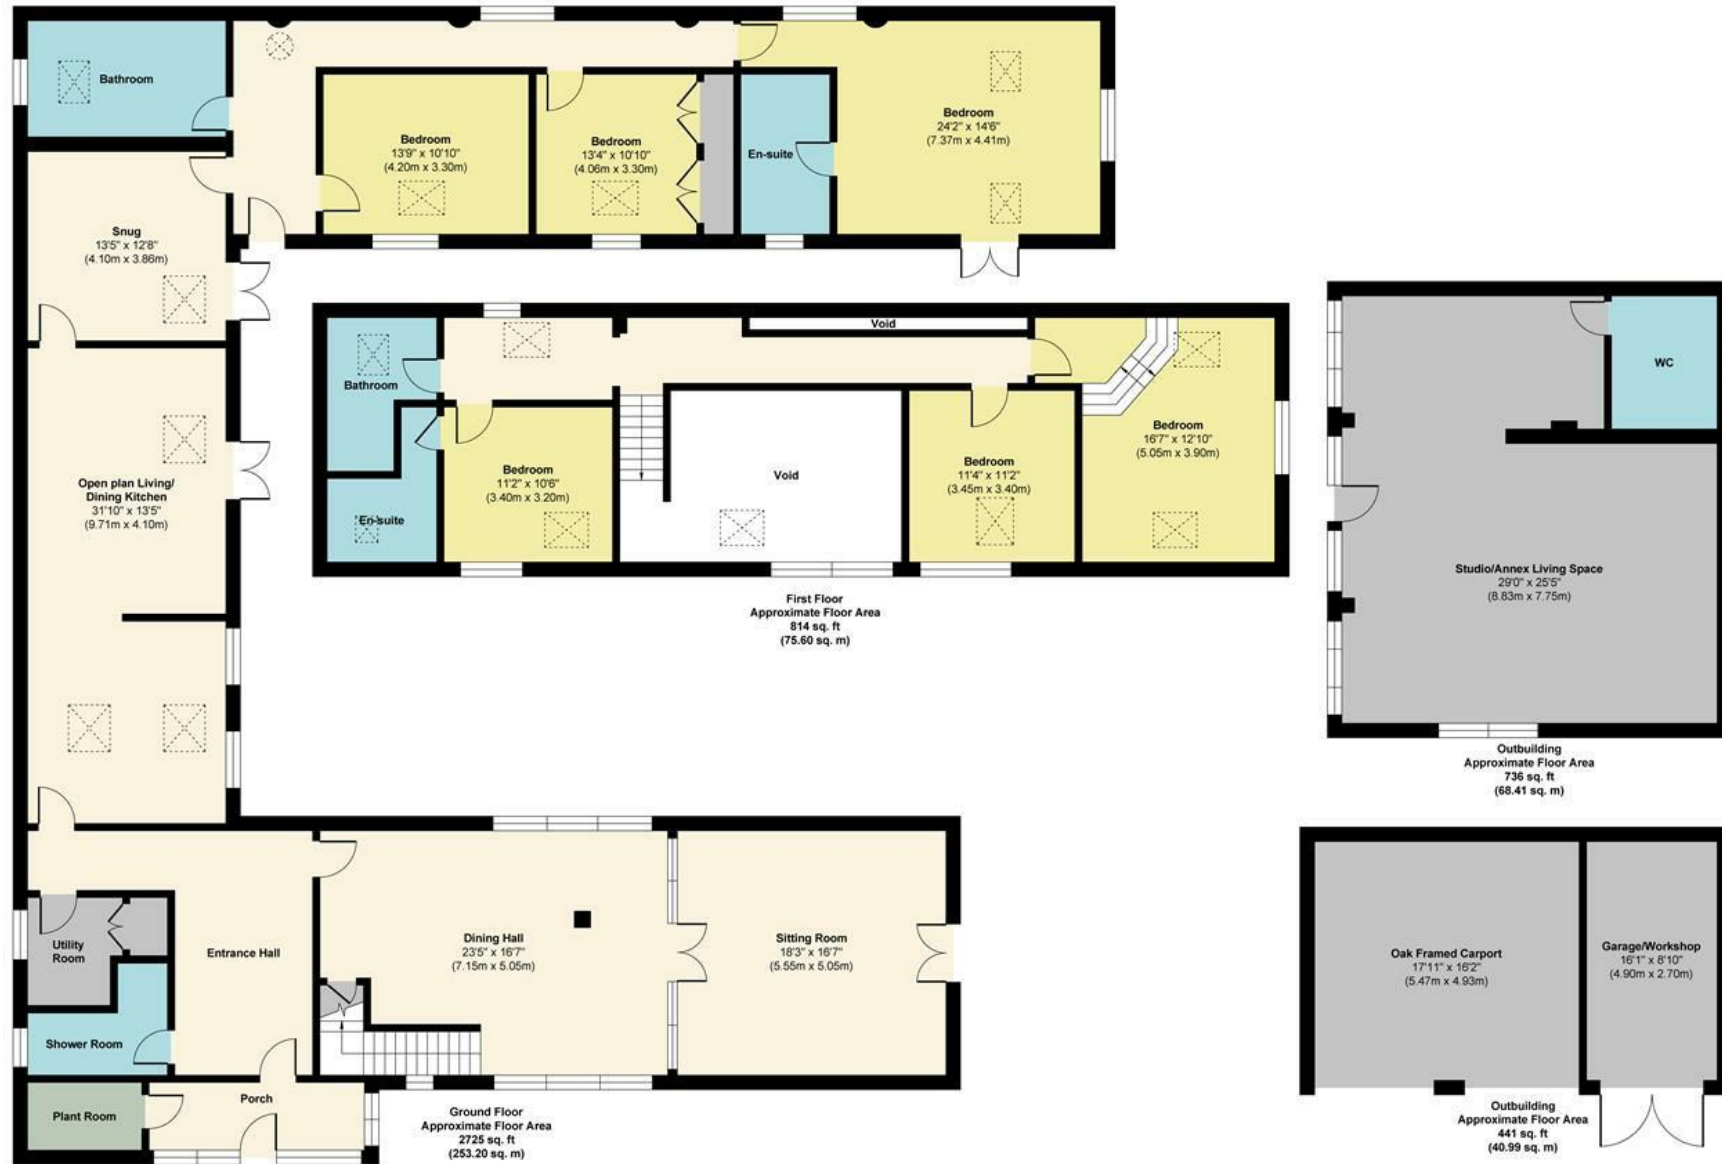 Bathroom
Bedroom
13'9" x 10'10"
(4.20m x 3.30m)
Bedroom
13'4" x 10'10"
(4.06m x 3.30m)
En-suite
Bedroom
24'2" x 14'6"
(7.37m x 4.41m)
Snug
13'5" x 12'8"
(4.10m x 3.86m)
Open plan Living/
Dining Kitchen
31'10" x 13'5"
(9.71m x 4.10m)
Void
Bathroom
Bedroom
11'2" x 10'6"
(3.40m x 3.20m)
En-suite
Void
Bedroom
11'4" x 11'2"
(3.45m x 3.40m)
Bedroom
16'7" x 12'10"
(5.05m x 3.90m)
First Floor
Approximate Floor Area
814 sq. ft
(75.60 sq. m)
WC
Studio/Annex Living Space
29'0" x 25'5"
(8.83m x 7.75m)
Outbuilding
Approximate Floor Area
736 sq. ft
(68.41 sq. m)
Utility
Room
Entrance Hall
Dining Hall
23'5" x 16'7"
(7.15m x 5.05m)
Sitting Room
18'3" x 16'7"
(5.55m x 5.05m)
Shower Room
Plant Room
Porch
Ground Floor
Approximate Floor Area
2725 sq. ft
(253.20 sq. m)
Oak Framed Carport
17'11" x 16'2"
(5.47m x 4.93m)
Garage/Workshop
16'1" x 8'10"
(4.90m x 2.70m)
Outbuilding
Approximate Floor Area
441 sq. ft
(40.99 sq. m)